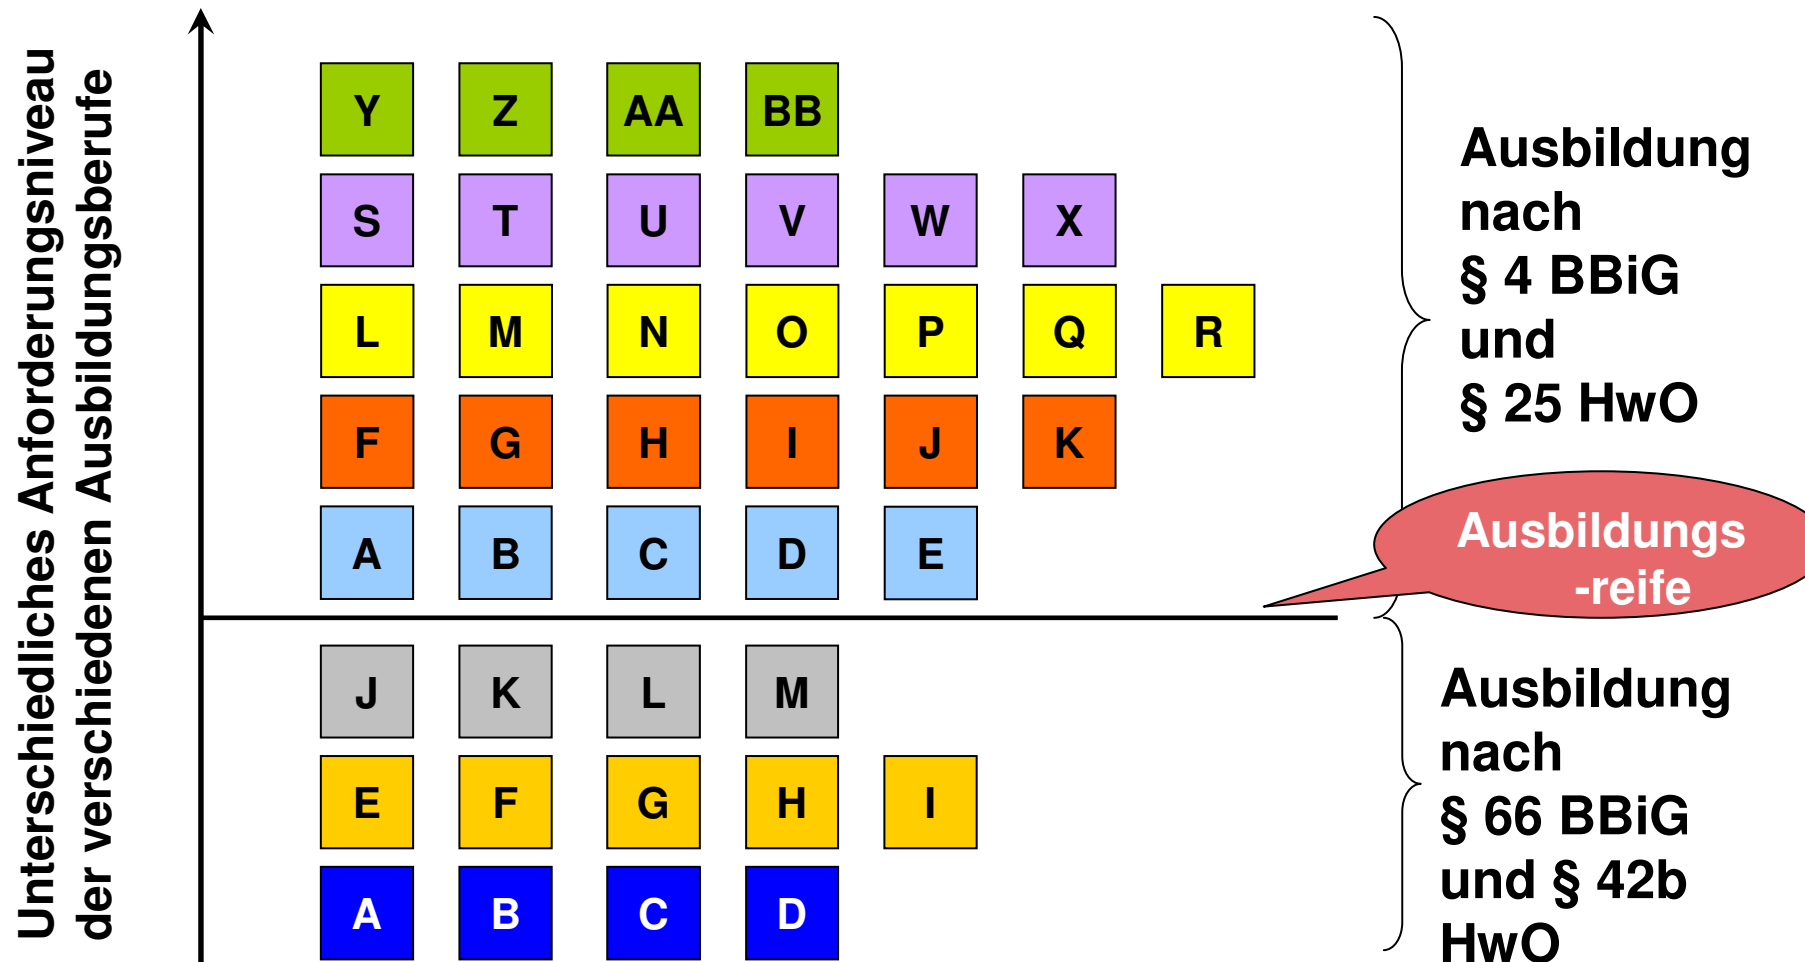 Unterschiedliches Anforderungsniveau
der verschiedenen Ausbildungsberufe
Y Z AA BB
S T U V W X
L M N O P Q R
F G H I J K
A B C D E
J K L M
E F G H I
A B C D
Ausbildung
nach
§ 4 BBiG
und
§ 25 HwO
Ausbildungs
-reife
Ausbildung
nach
§ 66 BBiG
und § 42b
HwO